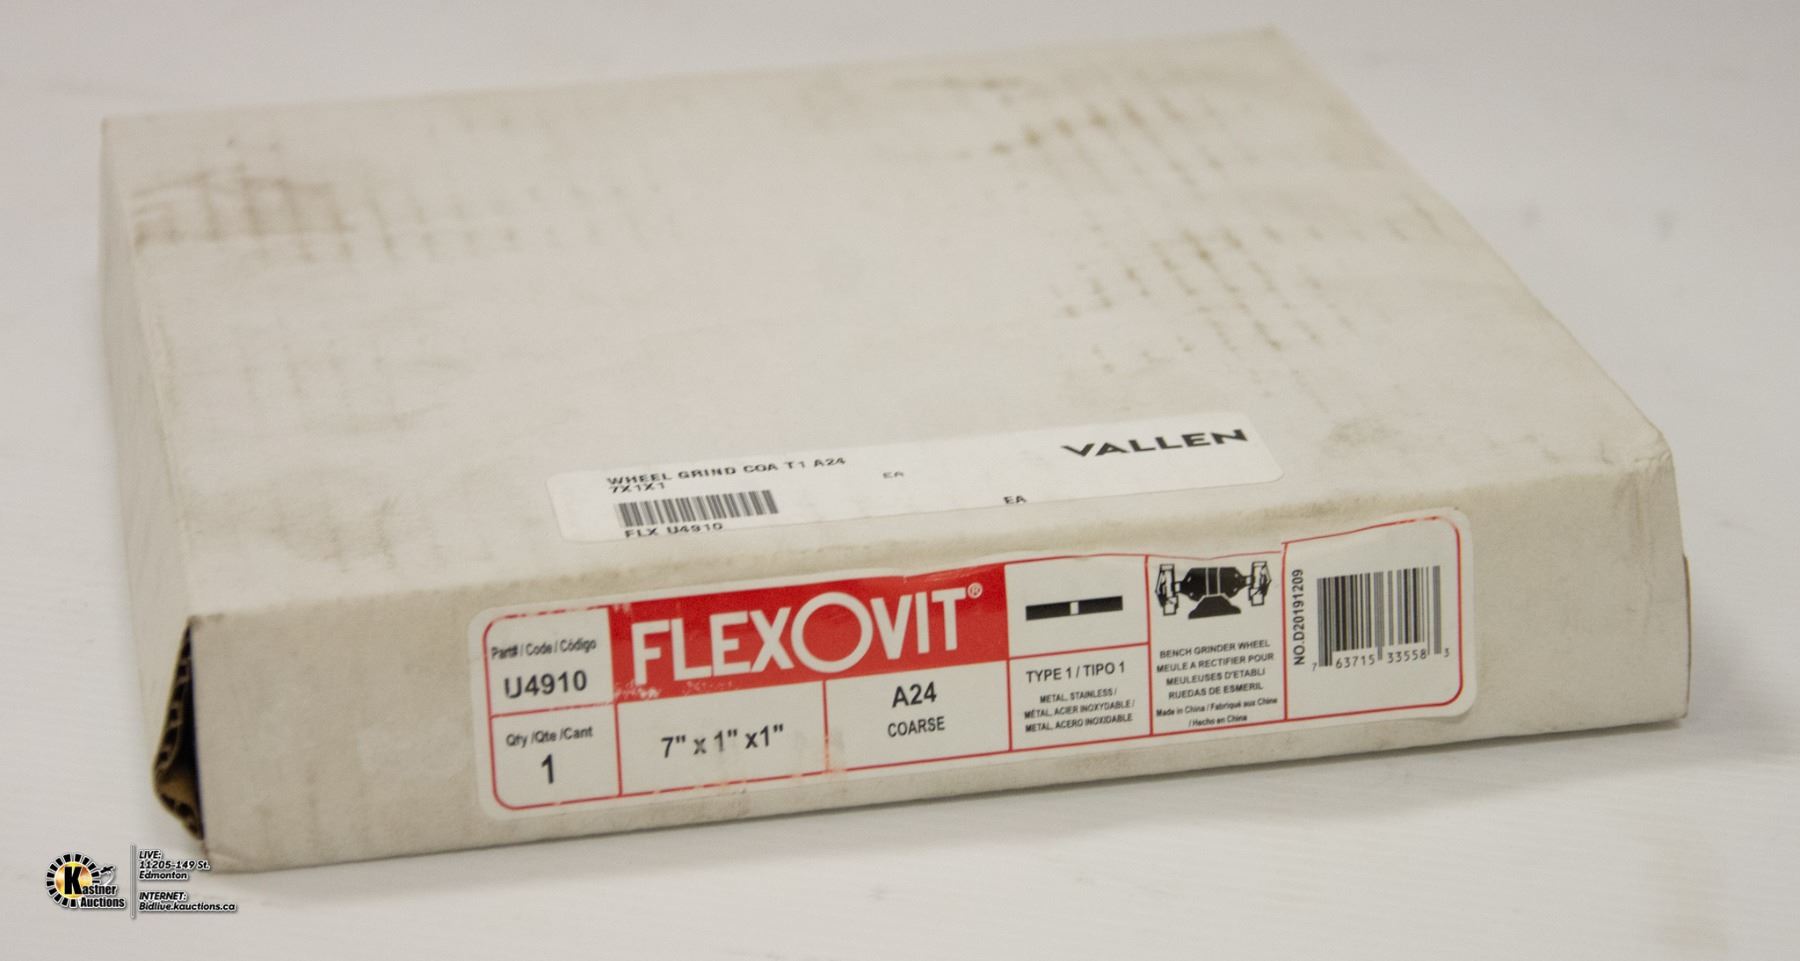 WHEEL GRIND COA T1 A24
7X1X1
EA
VALLEN
EA
FLX U4910
Part# / Code / Código
U4910
Qty /Qte /Cant
1
FLEXOVIT®
7" x 1" x1"
A24
COARSE
TYPE 1 / TIPO 1
METAL, STAINLESS /
MÉTAL, ACIER INOXYDABLE /
METAL, ACERO INOXIDABLE
BENCH GRINDER WHEEL
MEULE A RECTIFIER POUR
MEULEUSES D'ETABLI
RUEDAS DE ESMERIL
Made in China / Fabriqué aux Chine
/ Hecho en China
NO.D20191209
7 63715 33558 3
Kastner
Auctions
LIVE:
11205-149 St.
Edmonton
INTERNET:
Bidlive.kauctions.ca